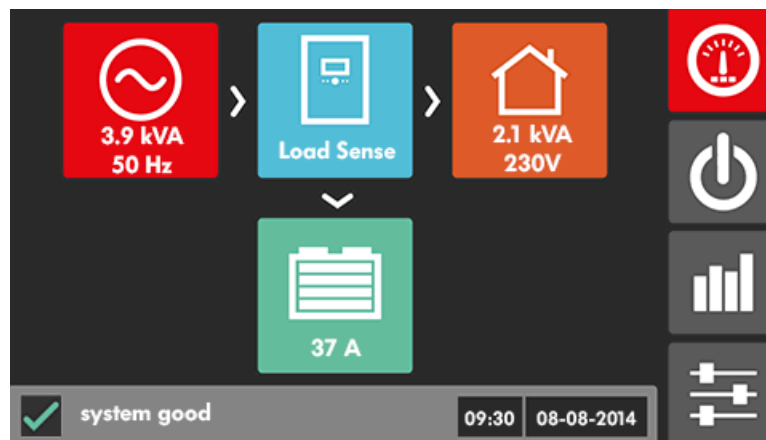 3.9 kVA
50 Hz
Load Sense
2.1 kVA
230V
37 A
system good
09:30
08-08-2014